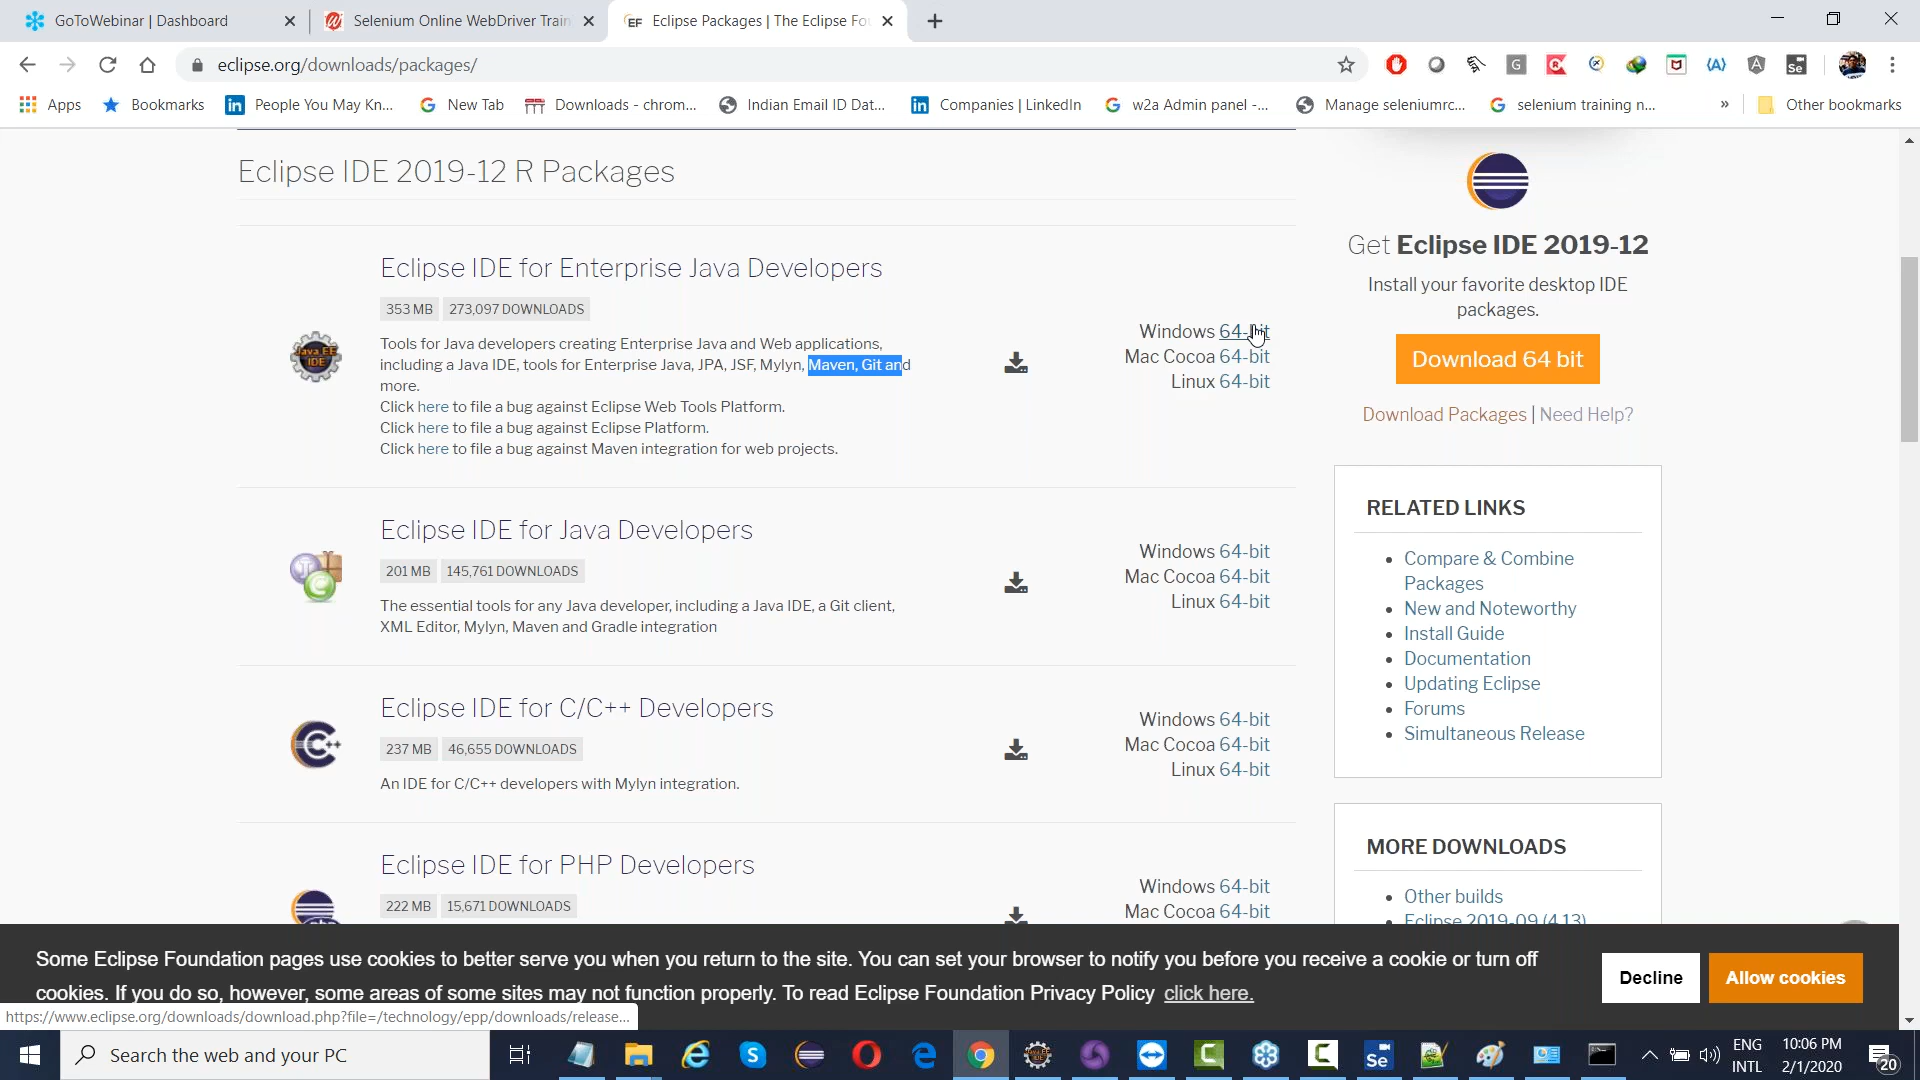 GoToWebinar | Dashboard
Selenium Online WebDriver Train
Eclipse Packages | The Eclipse Fou
eclipse.org/downloads/packages/
Apps
Bookmarks
People You May Kn...
New Tab
Downloads - chrom...
Indian Email ID Dat...
Companies | LinkedIn
w2a Admin panel -...
Manage seleniumrc...
selenium training n...
»
Other bookmarks
Eclipse IDE 2019-12 R Packages
Eclipse IDE for Enterprise Java Developers
353 MB 273,097 DOWNLOADS
Tools for Java developers creating Enterprise Java and Web applications,
including a Java IDE, tools for Enterprise Java, JPA, JSF, Mylyn, Maven, Git and
more.
Click here to file a bug against Eclipse Web Tools Platform.
Click here to file a bug against Eclipse Platform.
Click here to file a bug against Maven integration for web projects.
Windows 64-bit
Mac Cocoa 64-bit
Linux 64-bit
Eclipse IDE for Java Developers
201 MB 145,761 DOWNLOADS
The essential tools for any Java developer, including a Java IDE, a Git client,
XML Editor, Mylyn, Maven and Gradle integration
Windows 64-bit
Mac Cocoa 64-bit
Linux 64-bit
Eclipse IDE for C/C++ Developers
237 MB 46,655 DOWNLOADS
An IDE for C/C++ developers with Mylyn integration.
Windows 64-bit
Mac Cocoa 64-bit
Linux 64-bit
Eclipse IDE for PHP Developers
222 MB 15,671 DOWNLOADS
Windows 64-bit
Mac Cocoa 64-bit
Get Eclipse IDE 2019-12
Install your favorite desktop IDE
packages.
Download 64 bit
Download Packages | Need Help?
RELATED LINKS
Compare & Combine
Packages
New and Noteworthy
Install Guide
Documentation
Updating Eclipse
Forums
Simultaneous Release
MORE DOWNLOADS
Other builds
Eclipse 2019-09 (4.13)
Some Eclipse Foundation pages use cookies to better serve you when you return to the site. You can set your browser to notify you before you receive a cookie or turn off
cookies. If you do so, however, some areas of some sites may not function properly. To read Eclipse Foundation Privacy Policy click here.
Decline
Allow cookies
https://www.eclipse.org/downloads/download.php?file=/technology/epp/downloads/release...
Search the web and your PC
ENG
INTL
10:06 PM
2/1/2020
20